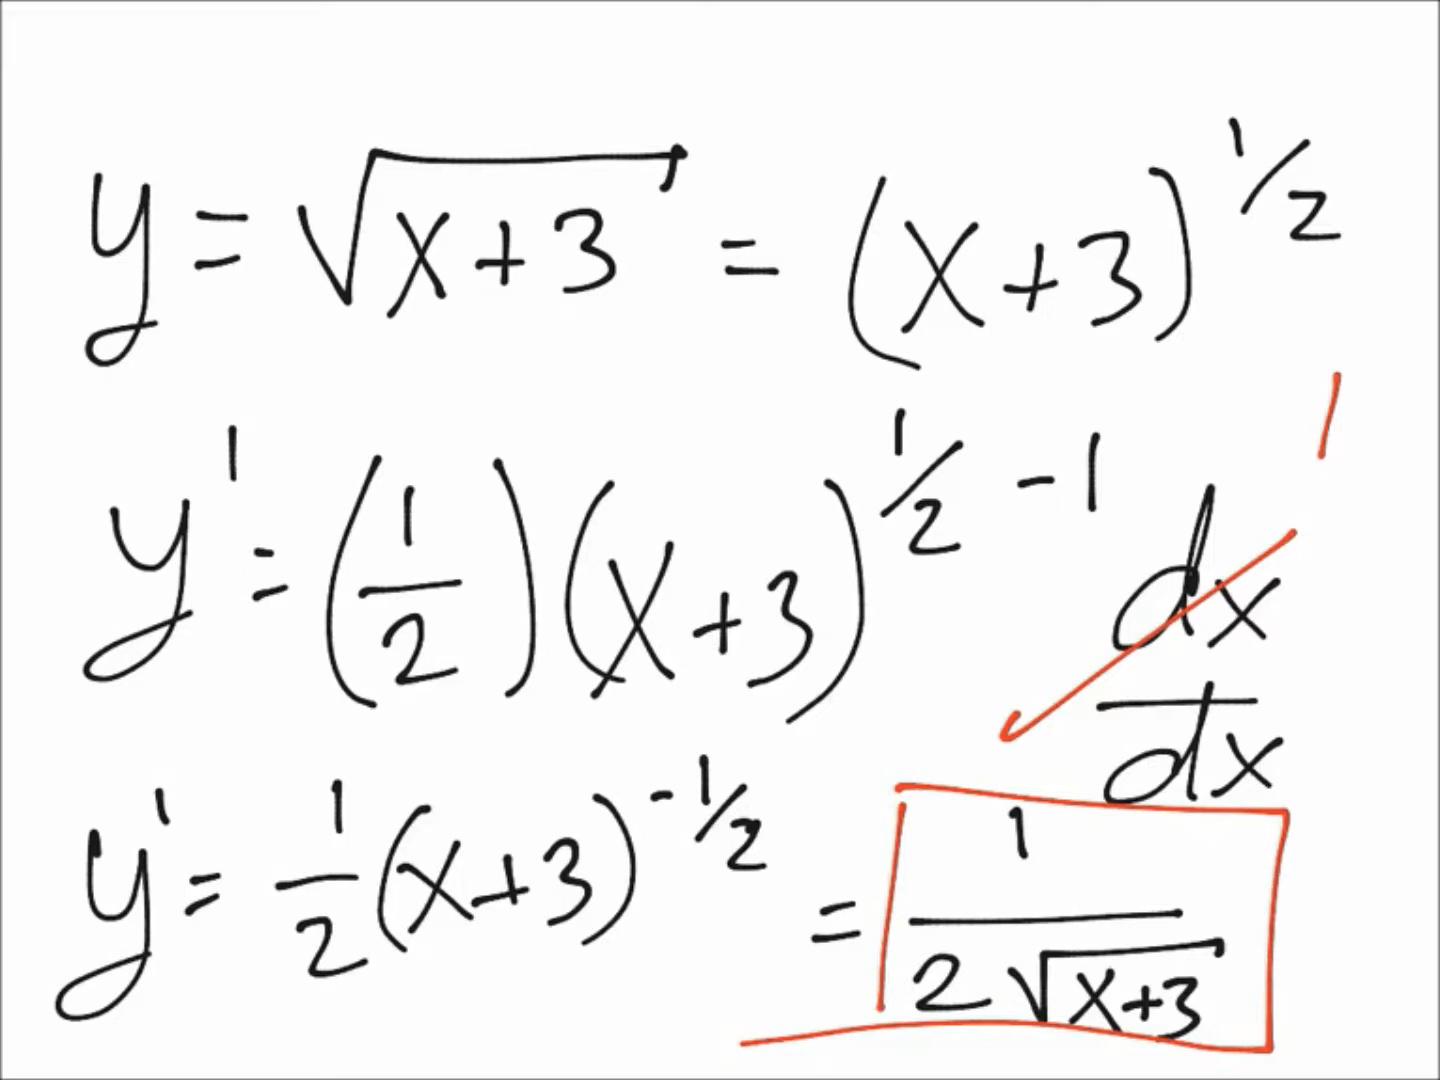 y = √(x+3) = (x+3)^1/2
y' = (1/2)(x+3)^1/2 - 1 dx/dx 1
y' = 1/2 (x+3)^-1/2 = 1/(2√(x+3))